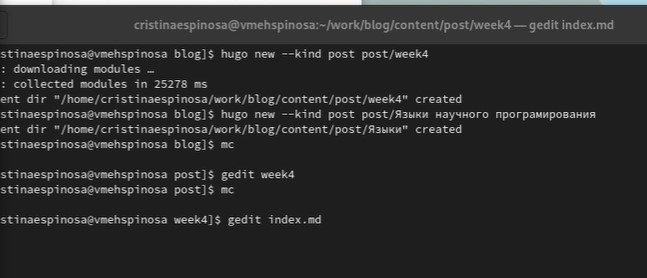 cristinaespinosa@vmehspinosa:~/work/blog/content/post/week4 — gedit index.md
stinaespinosa@vmehspinosa blog]$ hugo new --kind post post/week4
: downloading modules …
: collected modules in 25278 ms
ent dir "/home/cristinaespinosa/work/blog/content/post/week4" created
stinaespinosa@vmehspinosa blog]$ hugo new --kind post post/Языки научного програмирования
ent dir "/home/cristinaespinosa/work/blog/content/post/Языки" created
stinaespinosa@vmehspinosa blog]$ mc
stinaespinosa@vmehspinosa post]$ gedit week4
stinaespinosa@vmehspinosa post]$ mc
stinaespinosa@vmehspinosa week4]$ gedit index.md